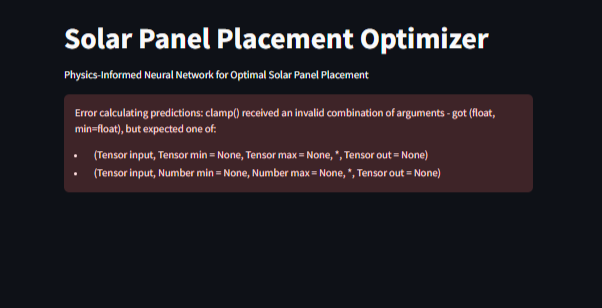 Solar Panel Placement Optimizer
Physics-Informed Neural Network for Optimal Solar Panel Placement
Error calculating predictions: clamp() received an invalid combination of arguments - got (float,
min=float), but expected one of:
• (Tensor input, Tensor min = None, Tensor max = None, *, Tensor out = None)
• (Tensor input, Number min = None, Number max = None, *, Tensor out = None)